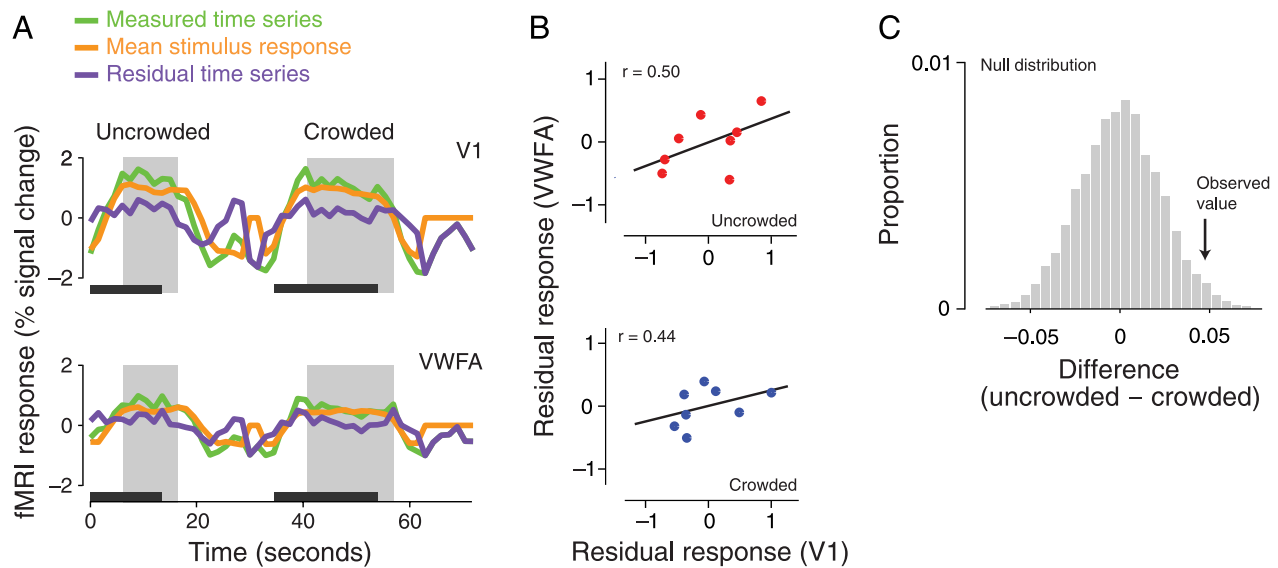 A
Measured time series
Mean stimulus response
Residual time series
fMRI response (% signal change)
Uncrowded
Crowded
V1
2
0
−2
VWFA
2
0
−2
0
20
40
60
Time (seconds)
B
Residual response (VWFA)
r = 0.50
1
0
−1
Uncrowded
−1
0
1
r = 0.44
1
0
−1
Crowded
−1
0
1
Residual response (V1)
C
Proportion
0.01
0
Null distribution
Observed
value
−0.05
0
0.05
Difference
(uncrowded – crowded)